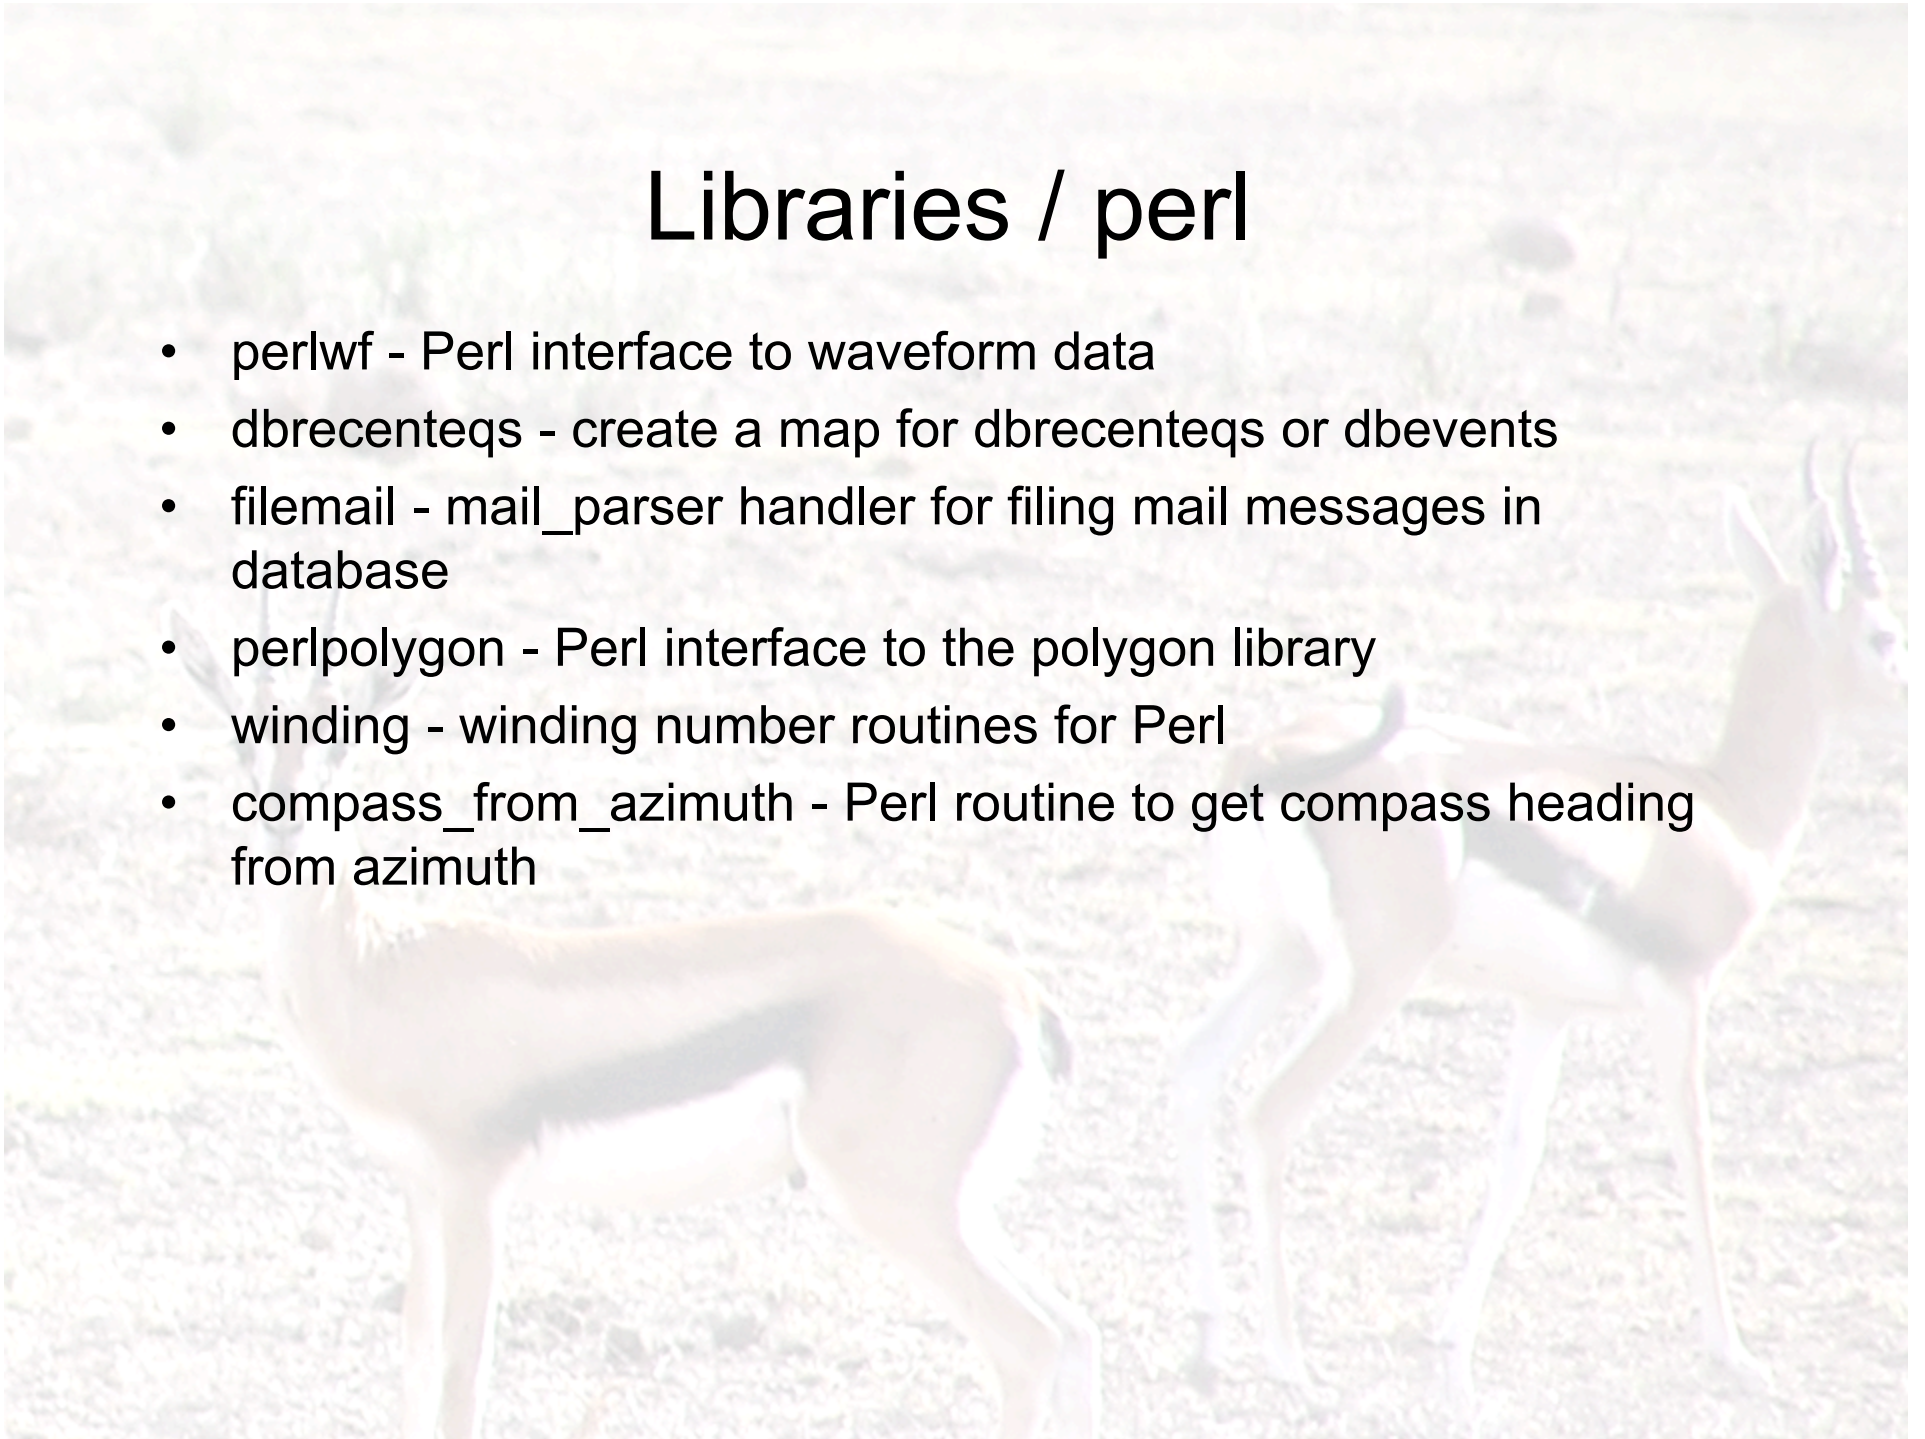 Libraries / perl
• perlwf - Perl interface to waveform data
• dbrecenteqs - create a map for dbrecenteqs or dbevents
• filemail - mail_parser handler for filing mail messages in
database
• perlpolygon - Perl interface to the polygon library
• winding - winding number routines for Perl
• compass_from_azimuth - Perl routine to get compass heading
from azimuth